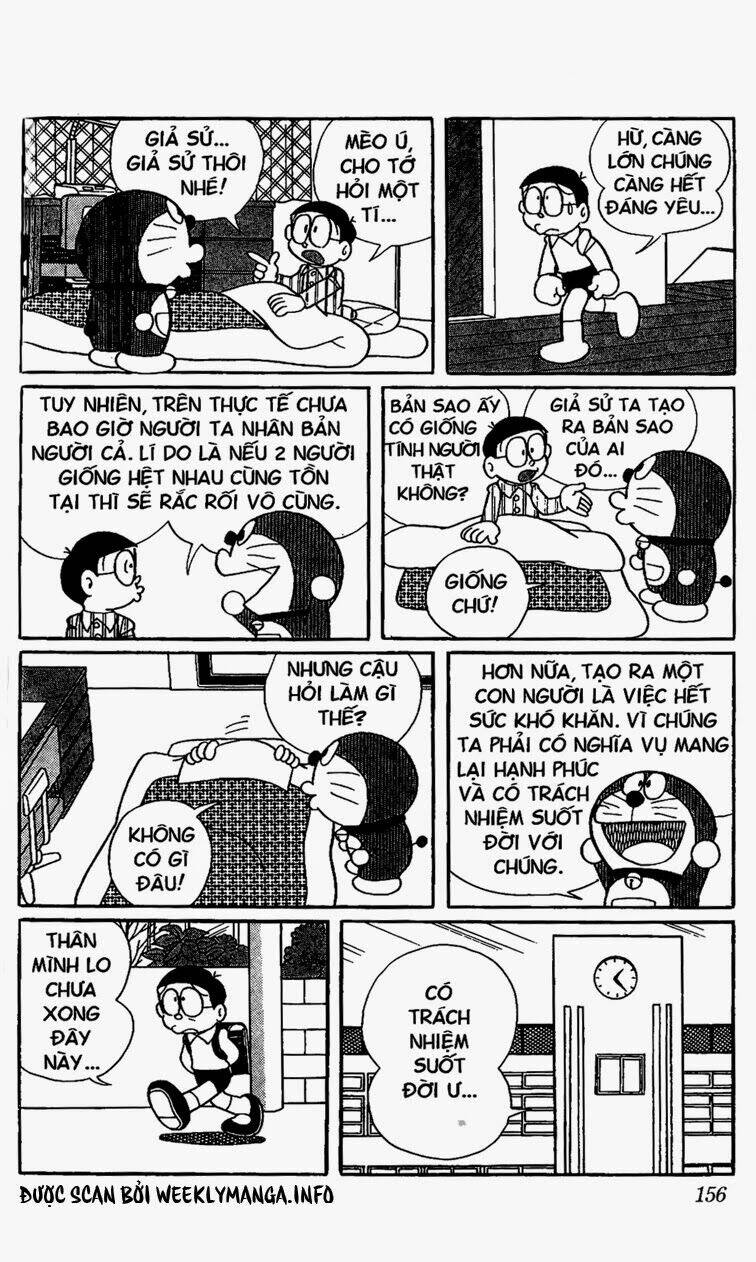 HỪ, CÀNG
LỚN CHÚNG
CÀNG HẾT
ĐÁNG YÊU...
MÈO Ú,
CHO TỚ
HỎI MỘT
TÍ...
GIẢ SỬ...
GIẢ SỬ THÔI
NHÉ!
GIẢ SỬ TA TẠO
RA BẢN SAO
CỦA AI
ĐÓ...
BẢN SAO ẤY
CÓ GIỐNG
TÍNH NGƯỜI
THẬT
KHÔNG?
GIỐNG
CHỨ!
TUY NHIÊN, TRÊN THỰC TẾ CHƯA
BAO GIỜ NGƯỜI TA NHÂN BẢN
NGƯỜI CẢ. LÍ DO LÀ NẾU 2 NGƯỜI
GIỐNG HỆT NHAU CÙNG TỒN
TẠI THÌ SẼ RẮC RỐI VÔ CÙNG.
HƠN NỮA, TẠO RA MỘT
CON NGƯỜI LÀ VIỆC HẾT
SỨC KHÓ KHĂN. VÌ CHÚNG
TA PHẢI CÓ NGHĨA VỤ MANG
LẠI HẠNH PHÚC
VÀ CÓ TRÁCH
NHIỆM SUỐT
ĐỜI VỚI
CHÚNG.
NHƯNG CẬU
HỎI LÀM GÌ
THẾ?
KHÔNG
CÓ GÌ
ĐÂU!
CÓ
TRÁCH
NHIỆM
SUỐT
ĐỜI Ư...
THÂN
MÌNH LO
CHƯA
XONG
ĐÂY
NÀY...
ĐƯỢC SCAN BỞI WEEKLYMANGA.INFO
156